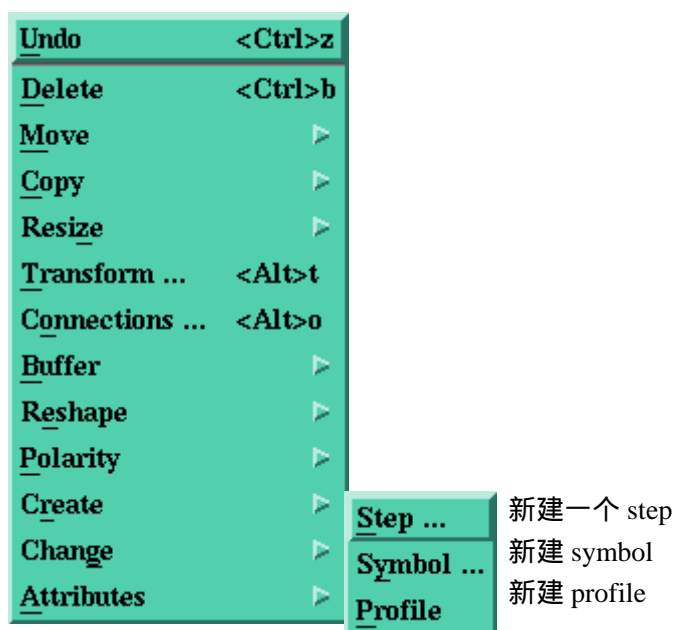 Undo <Ctrl>z
Delete <Ctrl>b
Move
Copy
Resize
Transform ... <Alt>t
Connections ... <Alt>o
Buffer
Reshape
Polarity
Create
Change
Attributes
Step ... 新建一个 step
Symbol ... 新建 symbol
Profile 新建 profile